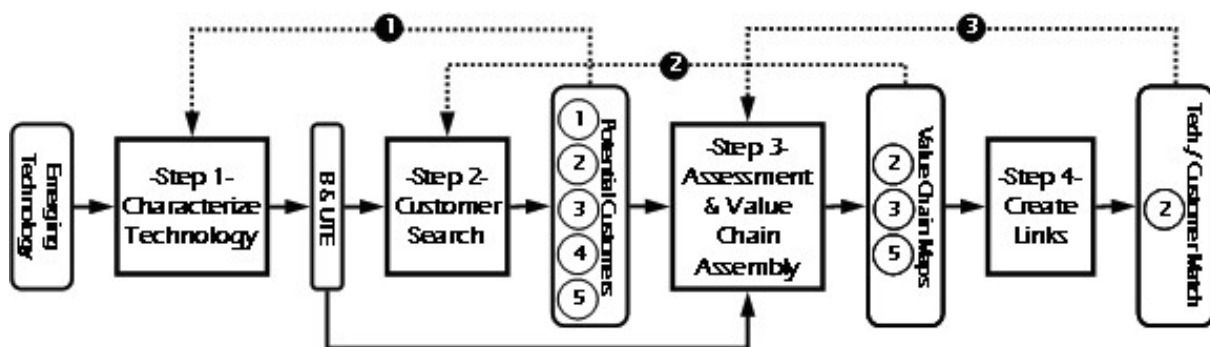 1
3
2
Emerging
Technology
-Step 1-
Characterize
Technology
B & UTE
-Step 2-
Customer
Search
Potential Customers
1
2
3
4
5
-Step 3-
Assessment
& Value
Chain
Assembly
Value Chain Maps
2
3
5
-Step 4-
Create
Links
Tech / Customer Match
2